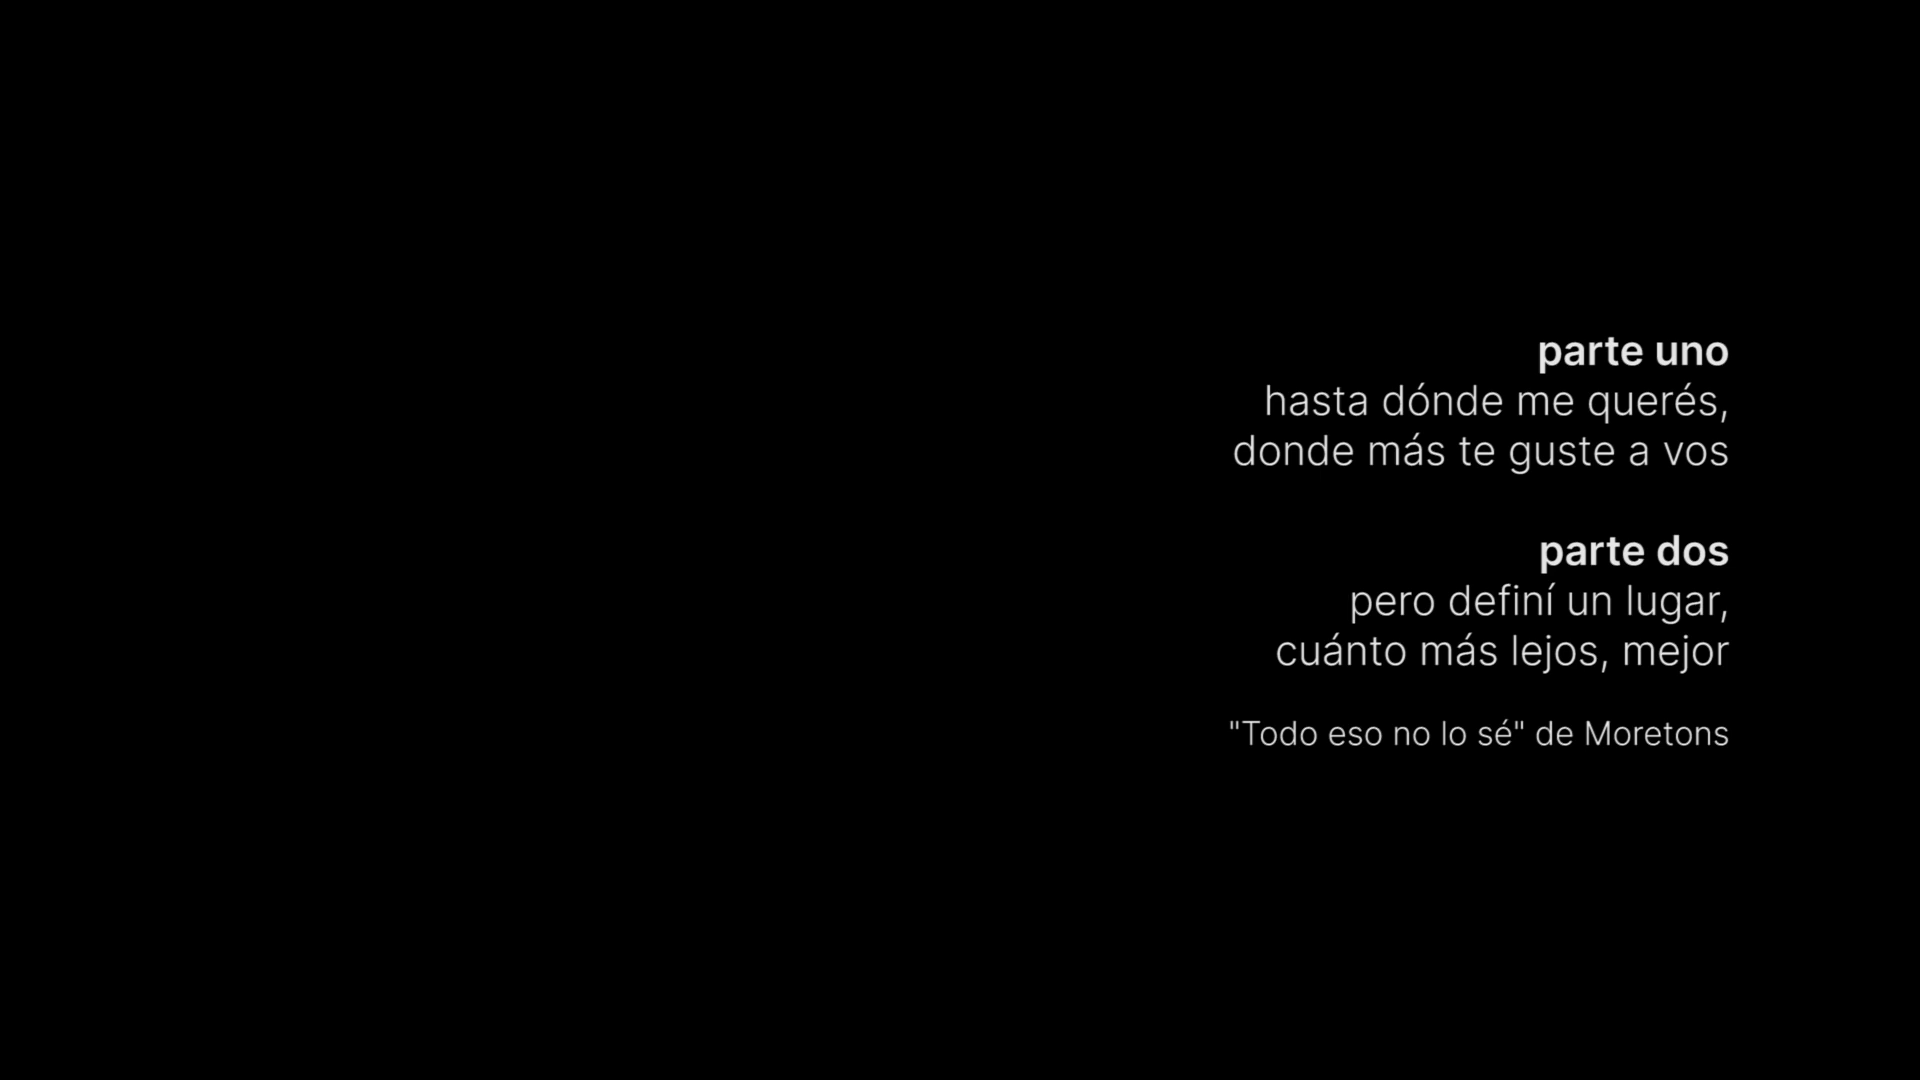 parte uno
hasta dónde me querés,
donde más te guste a vos
parte dos
pero definí un lugar,
cuánto más lejos, mejor
"Todo eso no lo sé" de Moretons